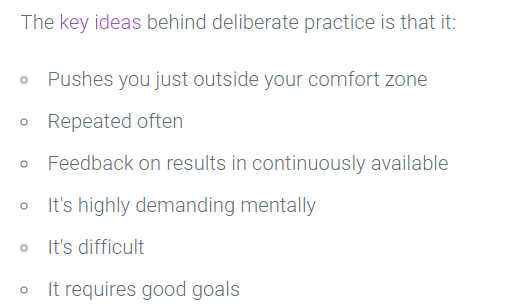 The key ideas behind deliberate practice is that it:
Pushes you just outside your comfort zone
Repeated often
Feedback on results in continuously available
It's highly demanding mentally
It's difficult
It requires good goals